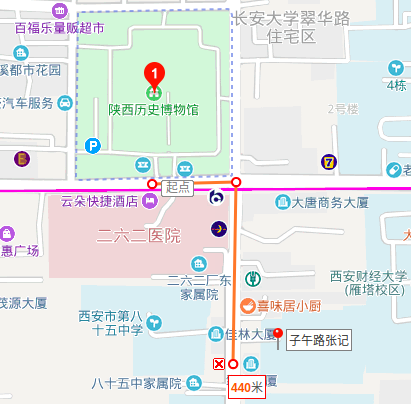 百福乐量贩超市
长安大学翠华路
住宅区
溪都市花园
4栋
汽车服务
2号楼
1
陕西历史博物馆
P
7
老
起点
云朵快捷酒店
大唐商务大厦
6
二六二医院
惠广场
二六二厂东
家属院
西安财经大学
(雁塔校区)
茂源大厦
喜味居小厨
西安市第八
十五中学
佳林大厦
子午路张记
八十五中家属院
440米